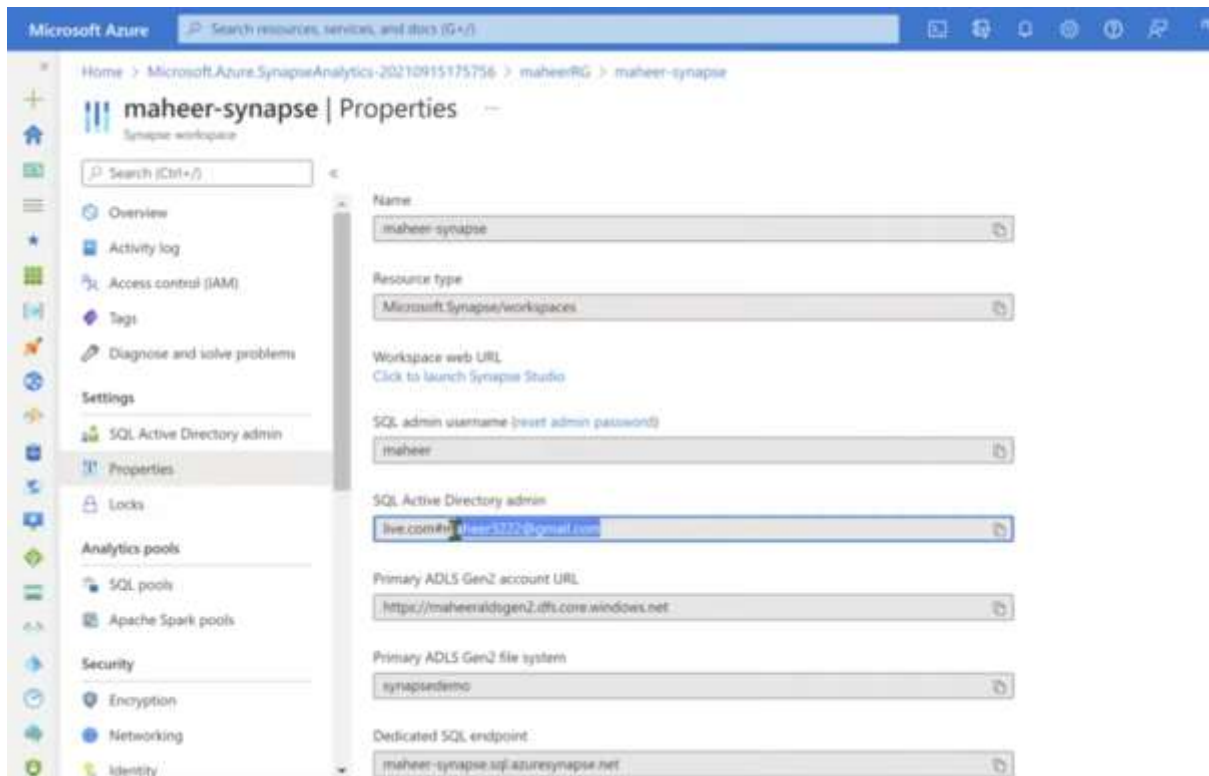 Microsoft Azure
Search resources, services, and docs (G+/)
Home > Microsoft.Azure.SynapseAnalytics-20210915175756 > maheerRG > maheer-synapse
maheer-synapse | Properties ...
Synapse workspace
Search (Ctrl+/)
Overview
Activity log
Access control (IAM)
Tags
Diagnose and solve problems
Settings
SQL Active Directory admin
Properties
Locks
Analytics pools
SQL pools
Apache Spark pools
Security
Encryption
Networking
Identity
Name
maheer-synapse
Resource type
Microsoft.Synapse/workspaces
Workspace web URL
Click to launch Synapse Studio
SQL admin username (reset admin password)
maheer
SQL Active Directory admin
Primary ADLS Gen2 account URL
https://maheeraldsgen2.dfs.core.windows.net
Primary ADLS Gen2 file system
synapsedemo
Dedicated SQL endpoint
maheer-synapse.sql.azuresynapse.net